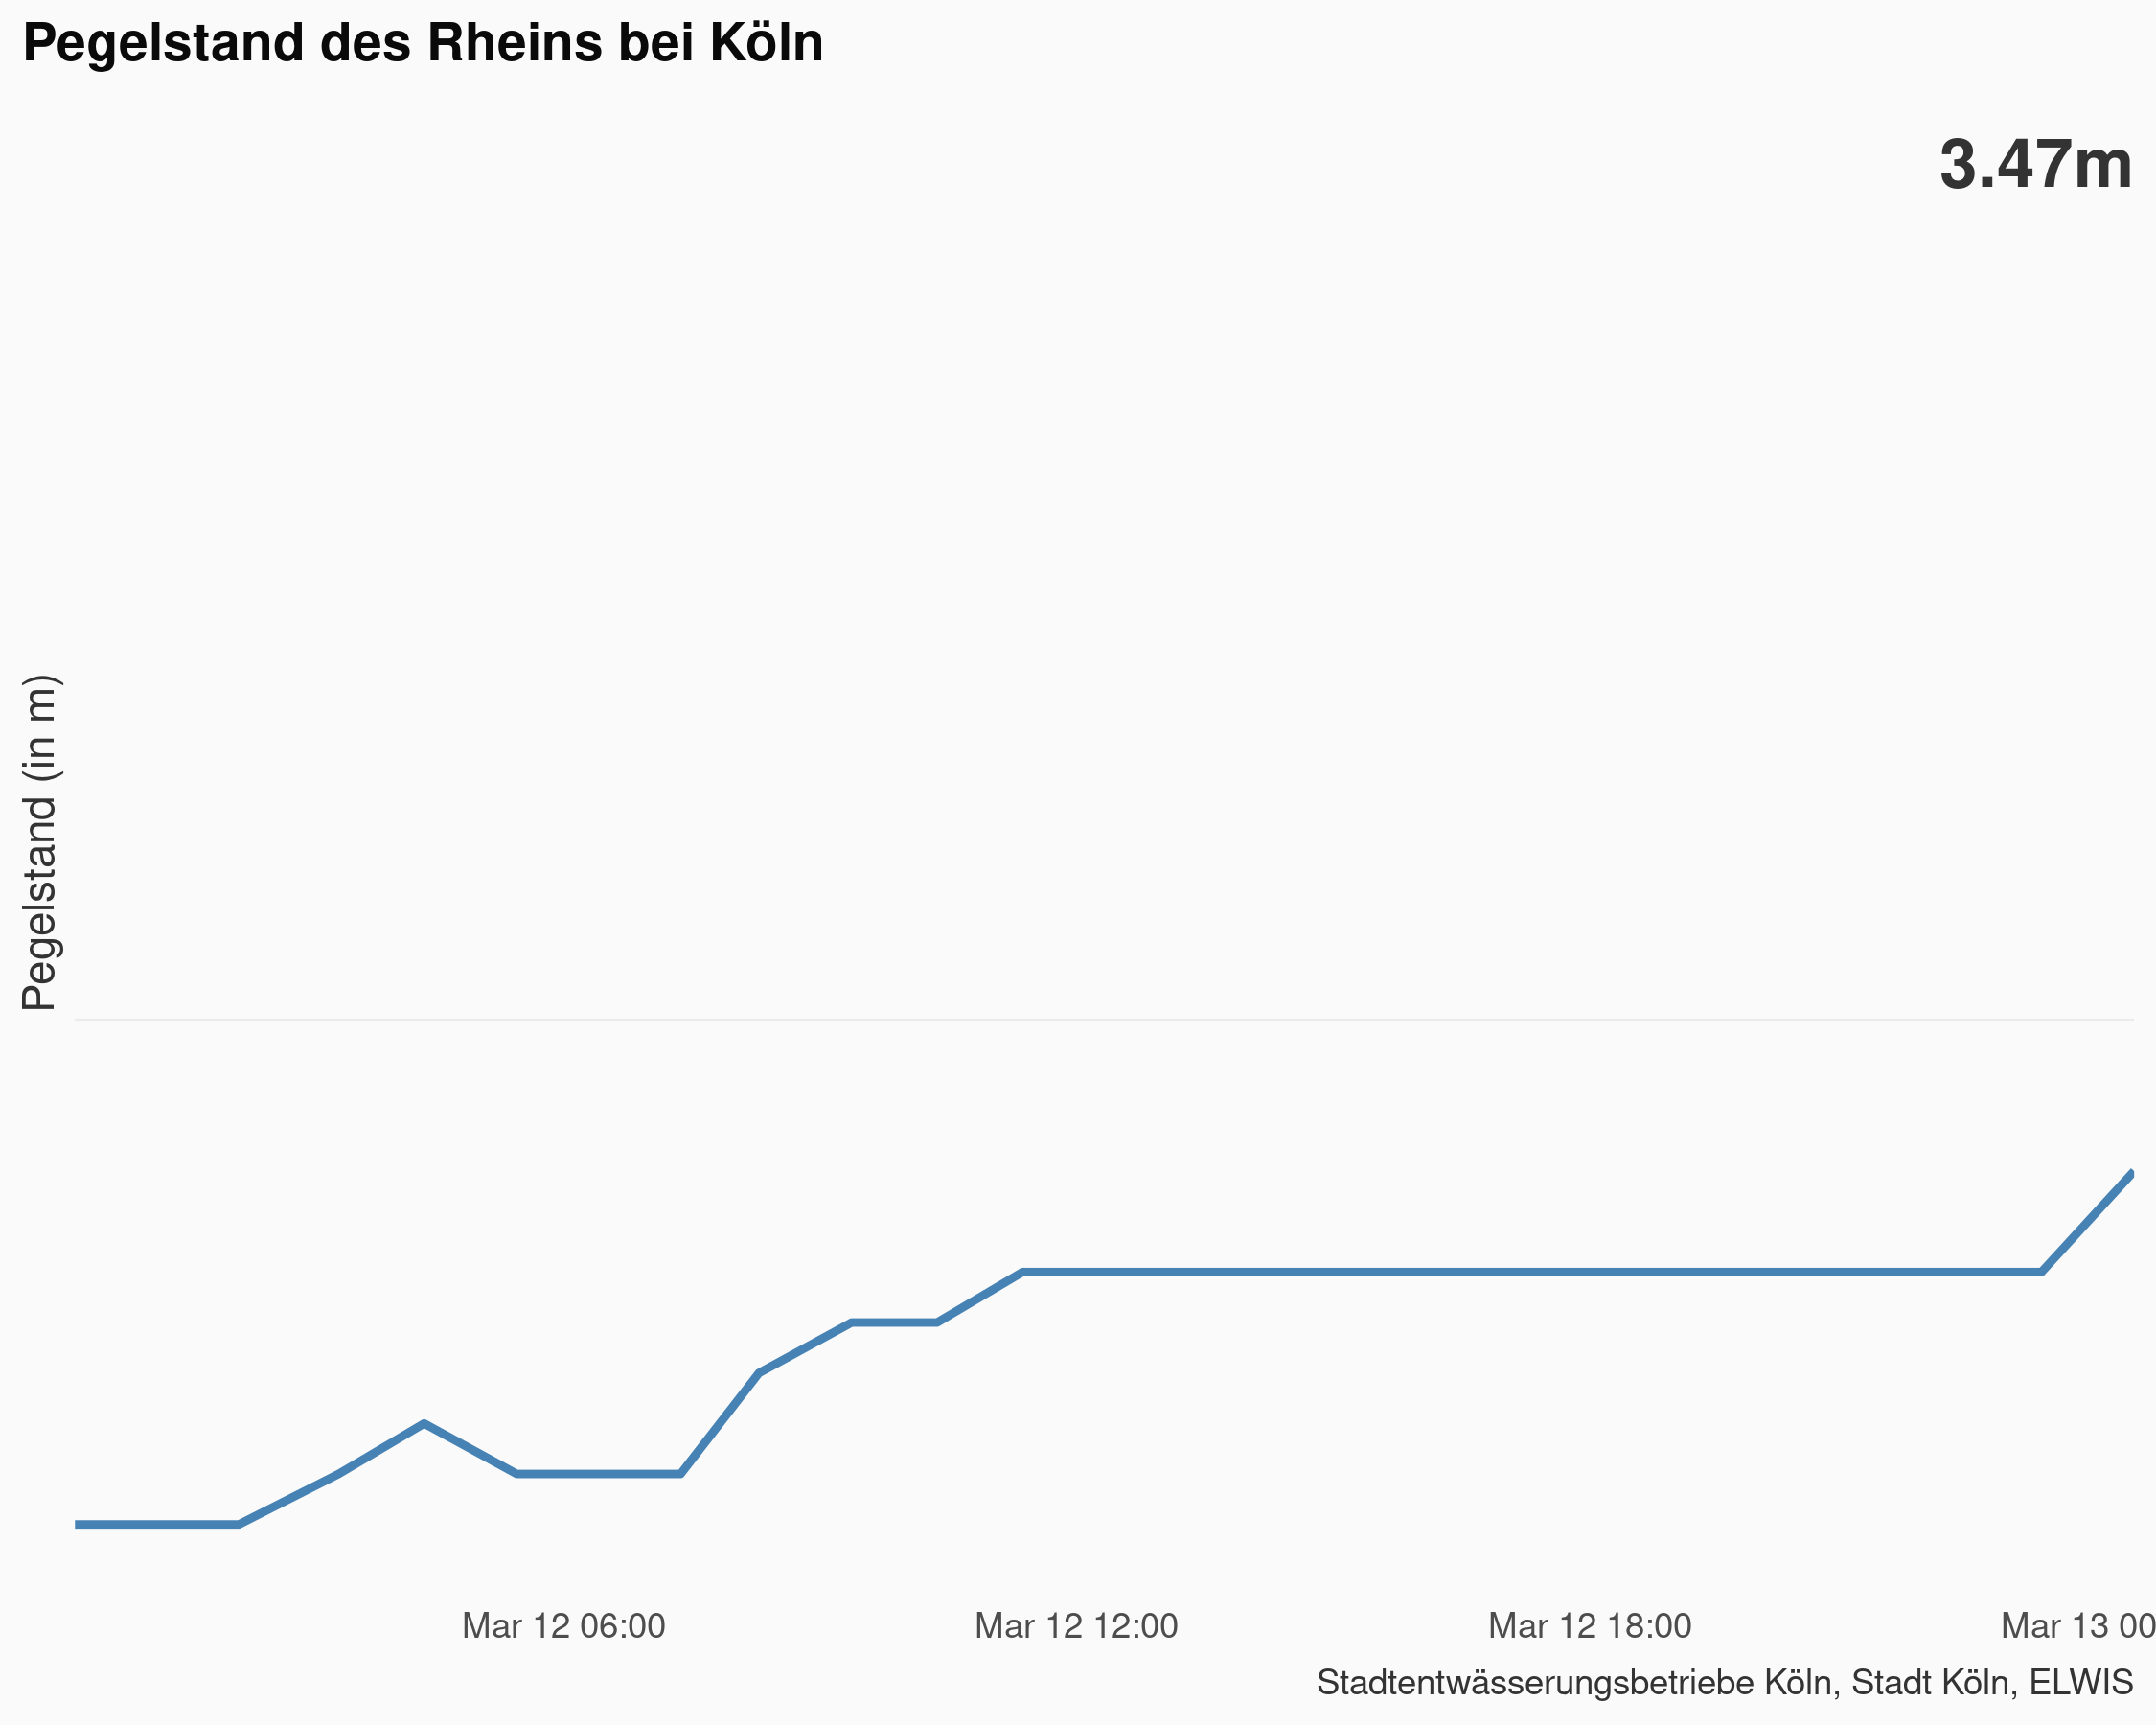 Pegelstand des Rheins bei Köln
3.47m
Pegelstand (in m)
Mar 12 06:00
Mar 12 12:00
Mar 12 18:00
Mar 13 00
Stadtentwässerungsbetriebe Köln, Stadt Köln, ELWIS